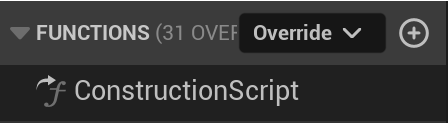 FUNCTIONS (31 OVER Override
ConstructionScript